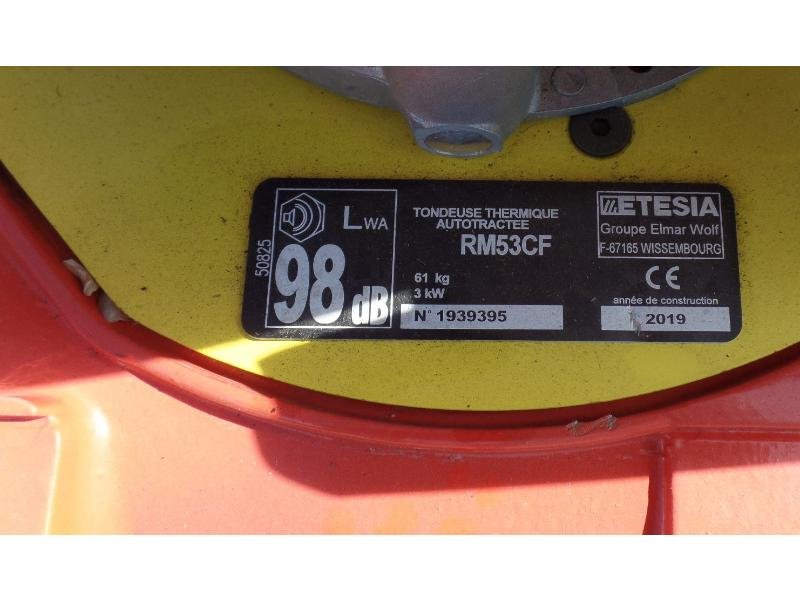 50825
LWA
98 dB
TONDEUSE THERMIQUE
AUTOTRACTEE
RM53CF
61 kg
3 kW
N° 1939395
ETESIA
Groupe Elmar Wolf
F-67165 WISSEMBOURG
CE
année de construction
2019